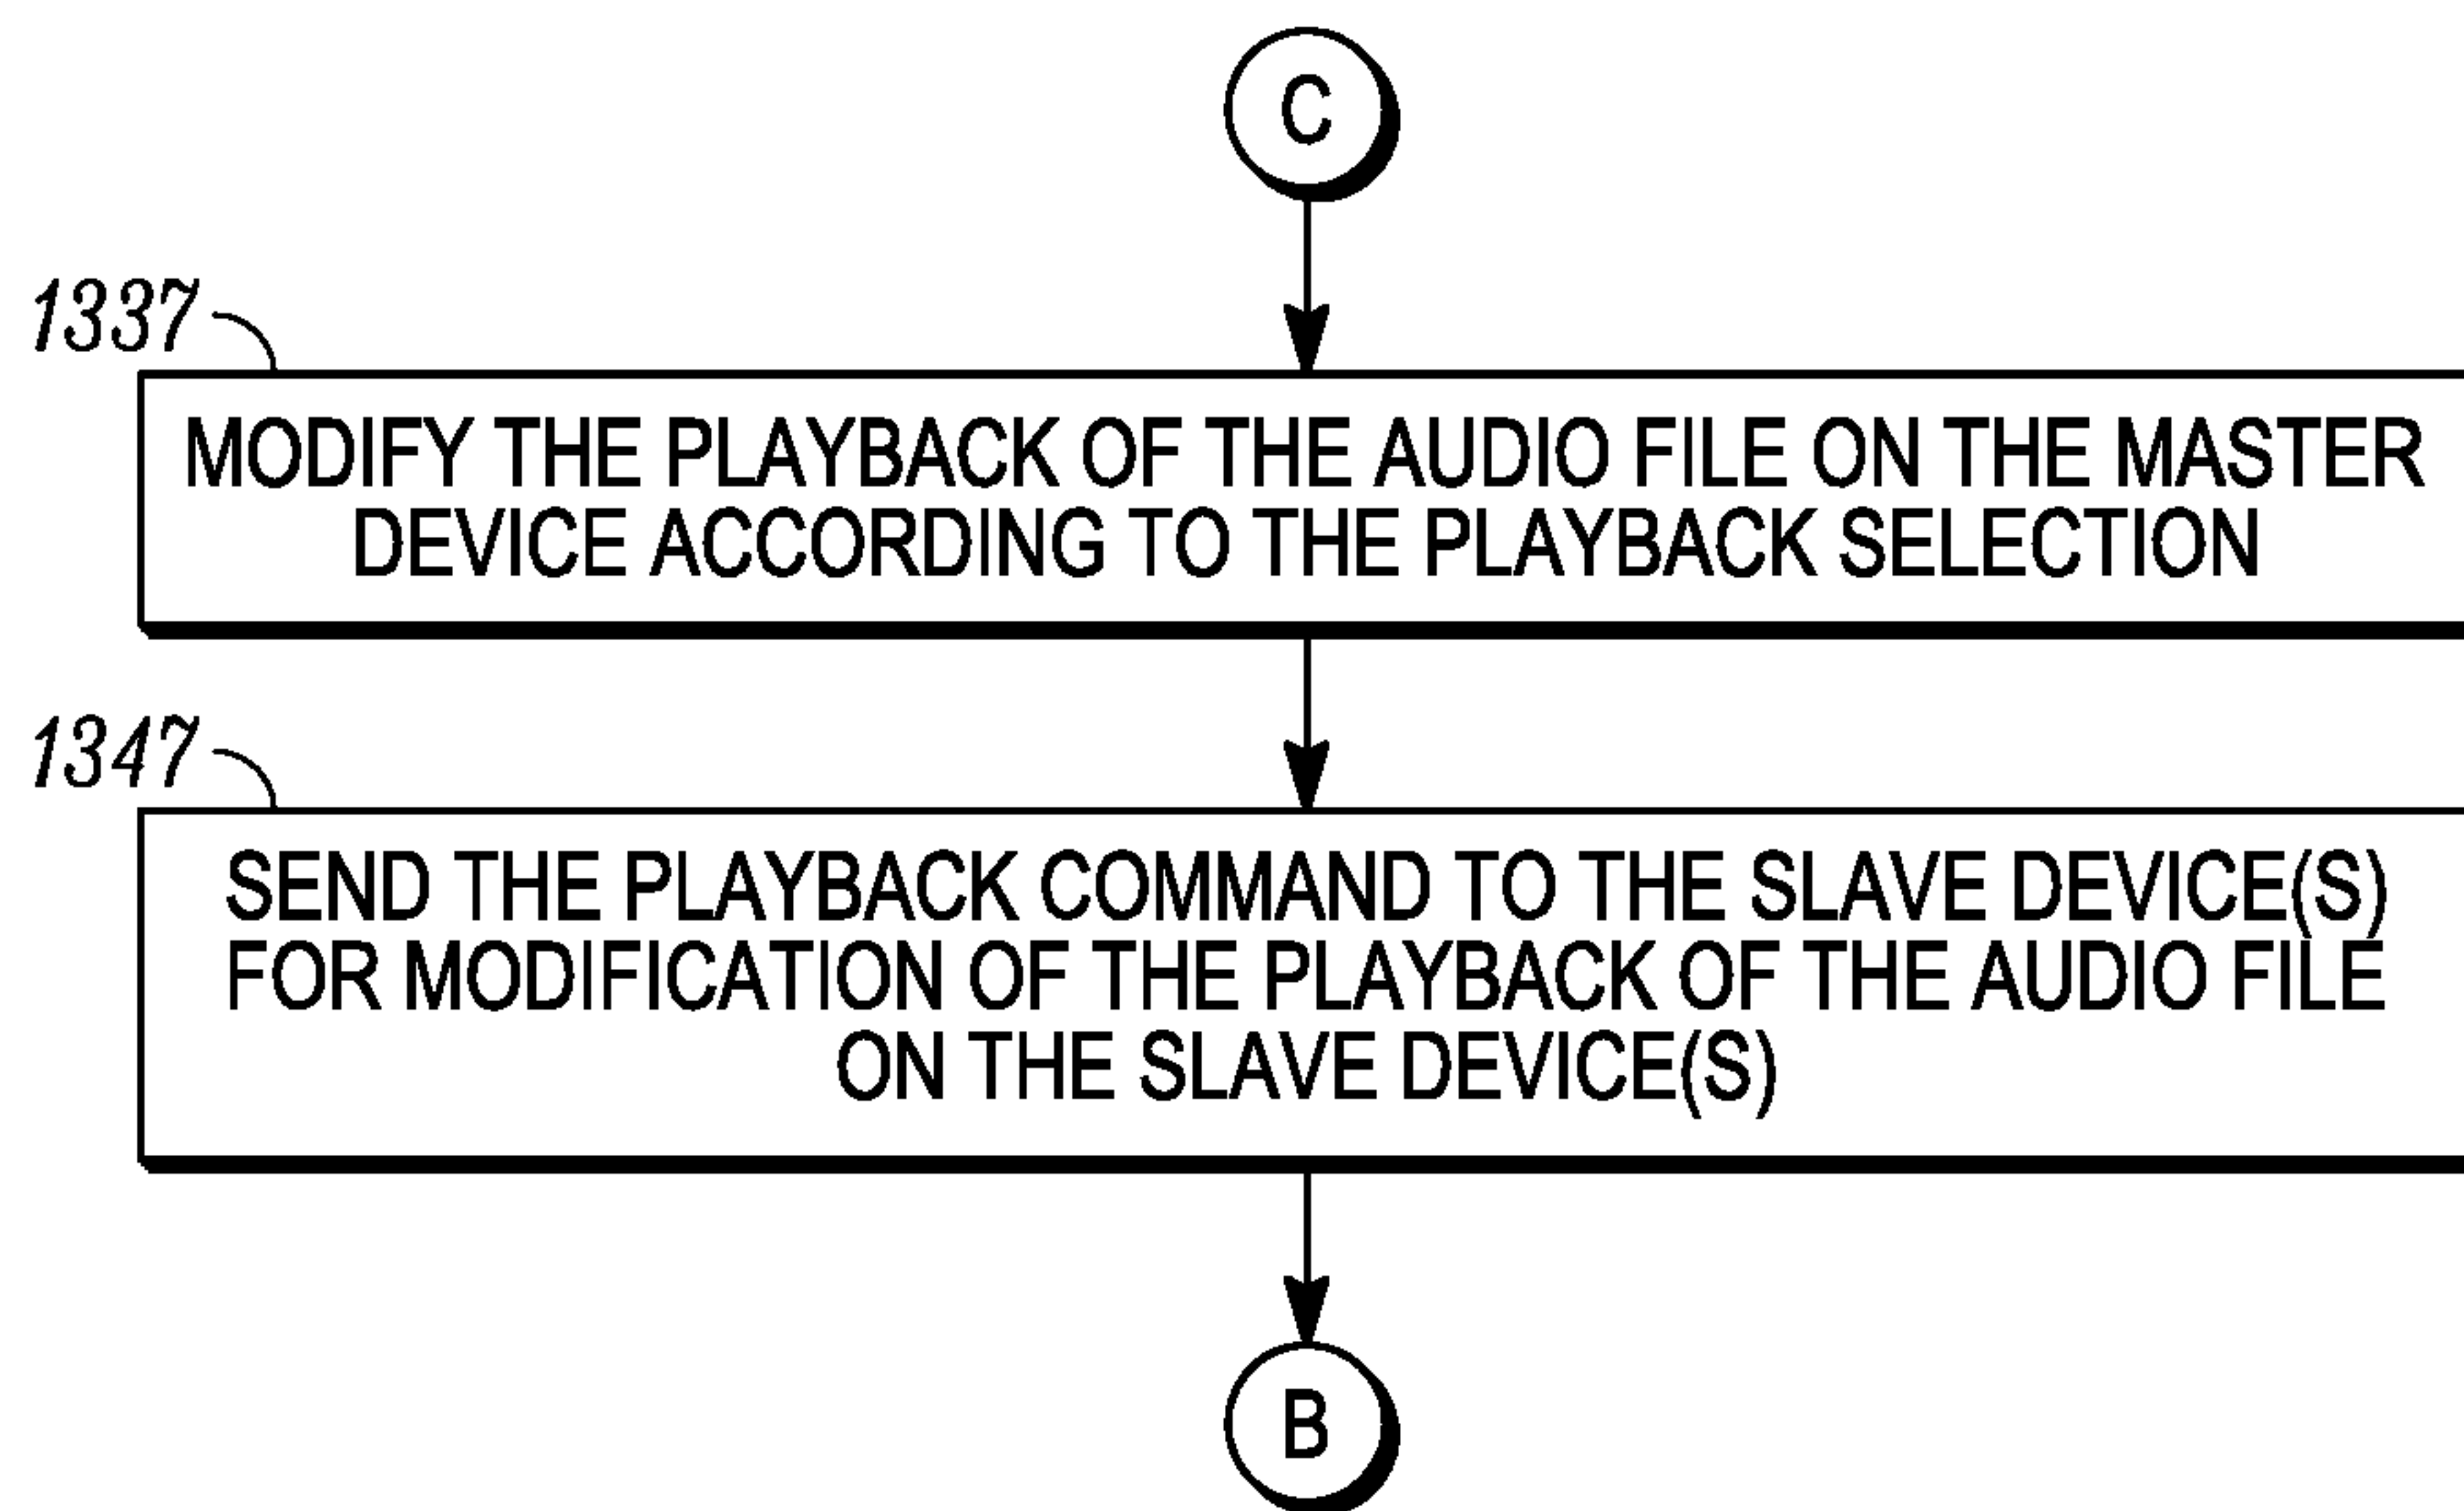 C
1337
MODIFY THE PLAYBACK OF THE AUDIO FILE ON THE MASTER
DEVICE ACCORDING TO THE PLAYBACK SELECTION
1347
SEND THE PLAYBACK COMMAND TO THE SLAVE DEVICE(S)
FOR MODIFICATION OF THE PLAYBACK OF THE AUDIO FILE
ON THE SLAVE DEVICE(S)
B